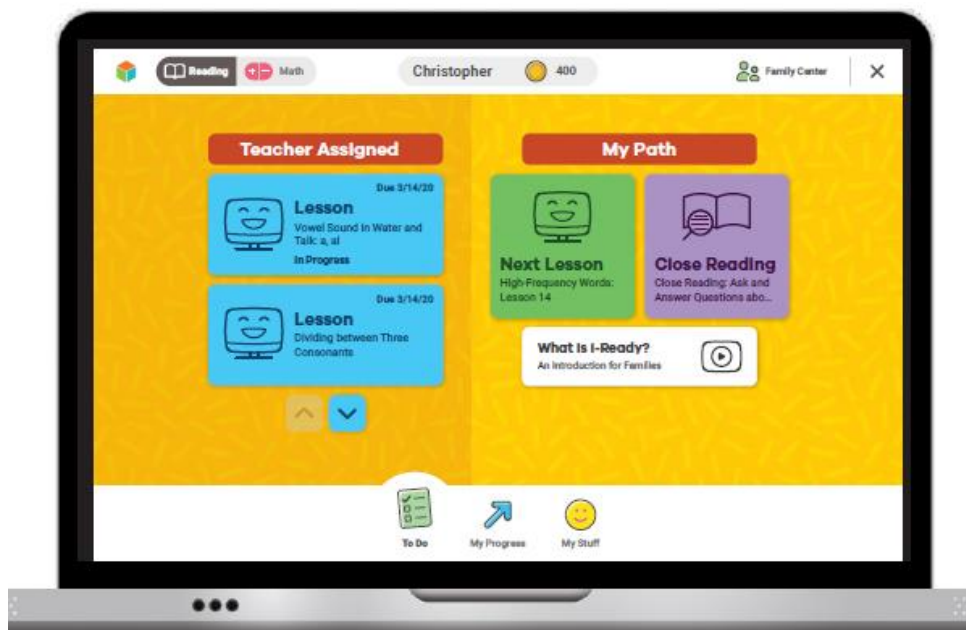 Reading
Math
Christopher
400
Family Center
Teacher Assigned
Due 3/14/20
Lesson
Vowel Sound in Water and
Talk: a, al
In Progress
Due 3/14/20
Lesson
Dividing between Three
Consonants
My Path
Next Lesson
High-Frequency Words:
Lesson 14
Close Reading
Close Reading: Ask and
Answer Questions abo...
What Is i-Ready?
An Introduction for Families
To Do
My Progress
My Stuff